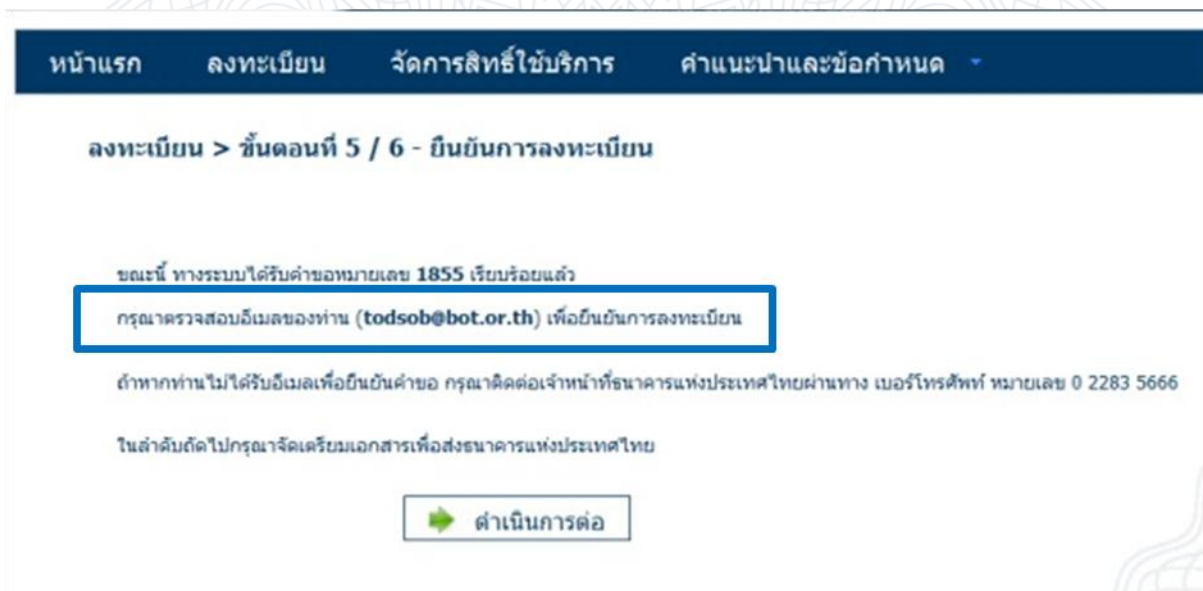 หน้าแรก ลงทะเบียน จัดการสิทธิ์ใช้บริการ คำแนะนำและข้อกำหนด
ลงทะเบียน > ขั้นตอนที่ 5 / 6 - ยืนยันการลงทะเบียน
ขณะนี้ ทางระบบได้รับคำขอหมายเลข 1855 เรียบร้อยแล้ว
กรุณาตรวจสอบอีเมลของท่าน (todsob@bot.or.th) เพื่อยืนยันการลงทะเบียน
ถ้าหากท่านไม่ได้รับอีเมลเพื่อยืนยันคำขอ กรุณาติดต่อเจ้าหน้าที่ธนาคารแห่งประเทศไทยผ่านทาง เบอร์โทรศัพท์ หมายเลข 0 2283 5666
ในลำดับถัดไปกรุณาจัดเตรียมเอกสารเพื่อส่งธนาคารแห่งประเทศไทย
ดำเนินการต่อ